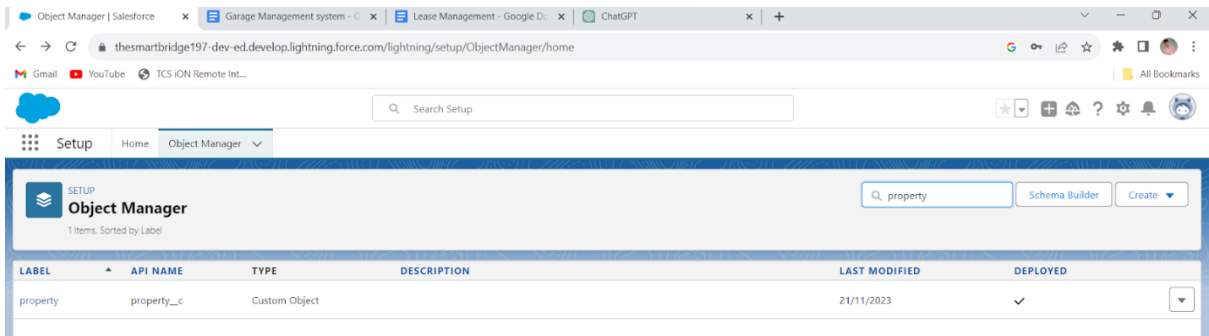 Object Manager | Salesforce
Garage Management system - G
Lease Management - Google Do
ChatGPT
thesmartbridge197-dev-ed.develop.lightning.force.com/lightning/setup/ObjectManager/home
Gmail YouTube TCS iON Remote Int... All Bookmarks
Search Setup
Setup Home Object Manager
SETUP
Object Manager
1 Items. Sorted by Label
property
Schema Builder
Create
LABEL API NAME TYPE DESCRIPTION LAST MODIFIED DEPLOYED
property property__c Custom Object 21/11/2023